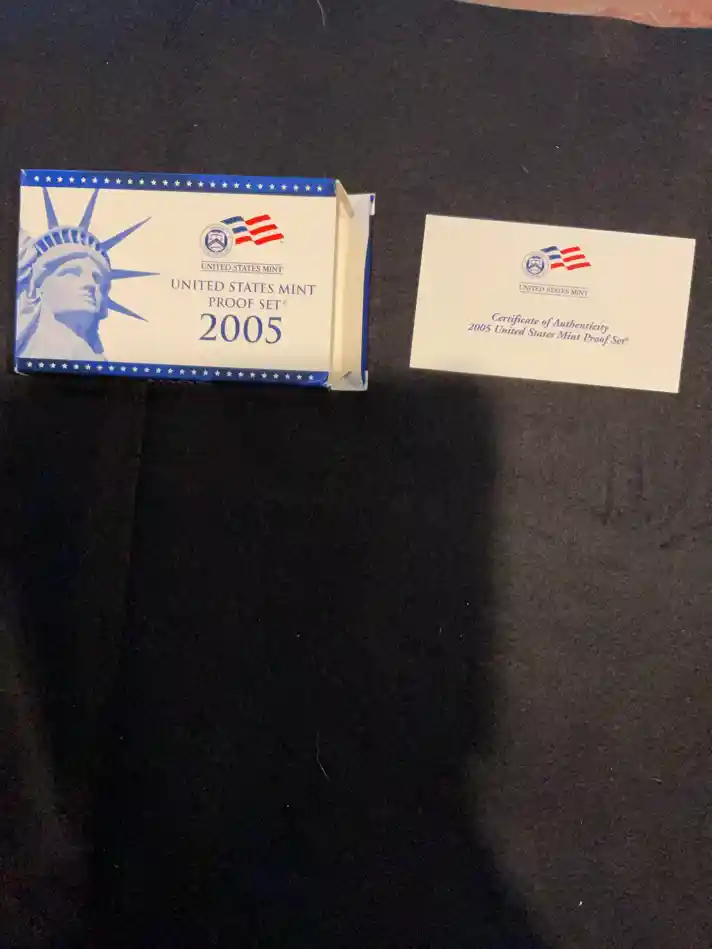 UNITED STATES MINT
UNITED STATES MINT
PROOF SET®
2005
UNITED STATES MINT
Certificate of Authenticity
2005 United States Mint Proof Set®